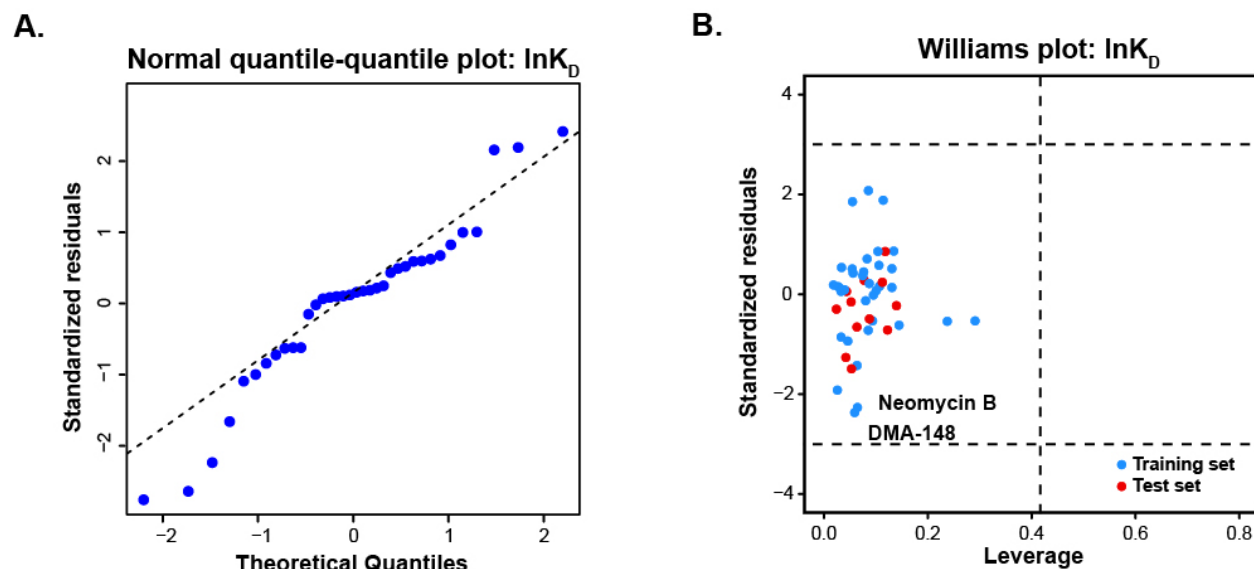 A.
Normal quantile-quantile plot: lnK_D
Standardized residuals
2
1
0
−1
−2
−2
−1
0
1
2
Theoretical Quantiles
B.
Williams plot: lnK_D
Standardized residuals
4
2
0
−2
−4
Neomycin B
DMA-148
Training set
Test set
0.0
0.2
0.4
0.6
0.8
Leverage